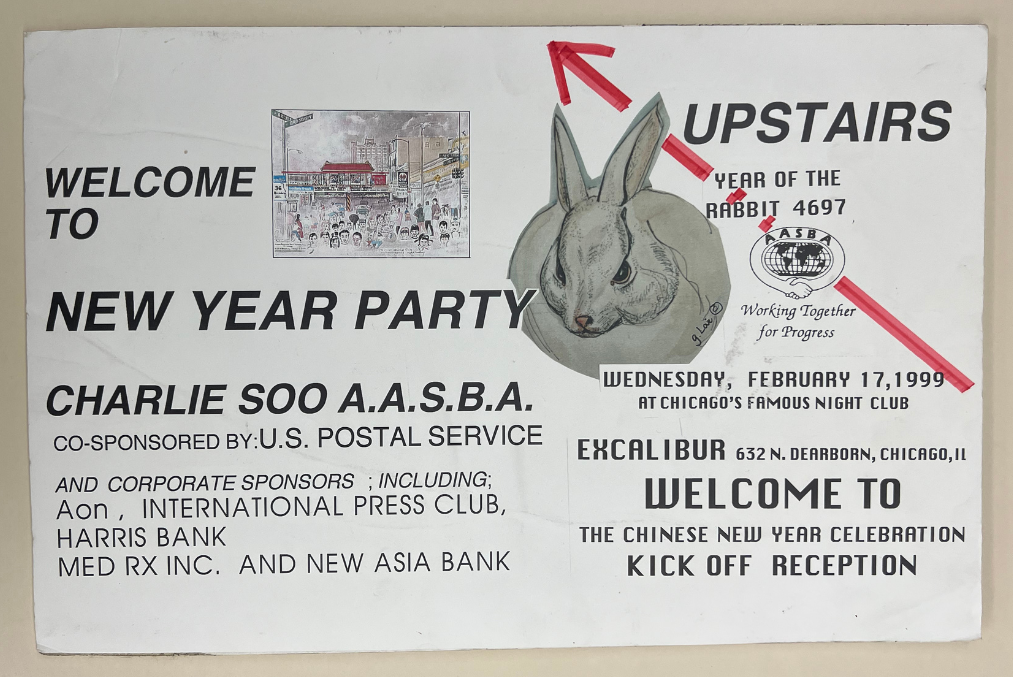 WELCOME
TO
NEW YEAR PARTY
CHARLIE SOO A.A.S.B.A.
CO-SPONSORED BY:U.S. POSTAL SERVICE
AND CORPORATE SPONSORS ; INCLUDING;
Aon , INTERNATIONAL PRESS CLUB,
HARRIS BANK
MED RX INC. AND NEW ASIA BANK
g Lai ©
UPSTAIRS
YEAR OF THE
RABBIT 4697
AASBA
Working Together
for Progress
WEDNESDAY, FEBRUARY 17,1999
AT CHICAGO'S FAMOUS NIGHT CLUB
EXCALIBUR 632 N. DEARBORN, CHICAGO, IL
WELCOME TO
THE CHINESE NEW YEAR CELEBRATION
KICK OFF RECEPTION